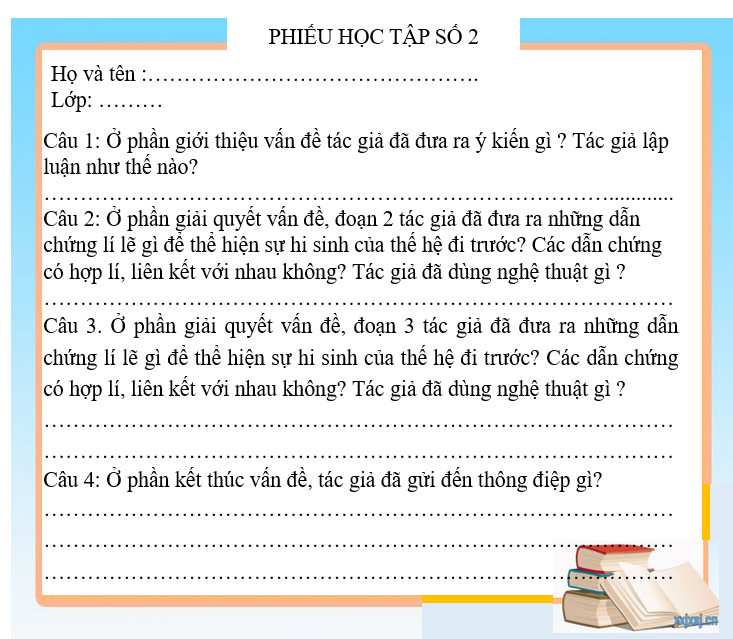 PHIẾU HỌC TẬP SỐ 2
Họ và tên :……………………………………….
Lớp: ………
Câu 1: Ở phần giới thiệu vấn đề tác giả đã đưa ra ý kiến gì ? Tác giả lập
luận như thế nào?
……………………………………………………………………............
Câu 2: Ở phần giải quyết vấn đề, đoạn 2 tác giả đã đưa ra những dẫn
chứng lí lẽ gì để thể hiện sự hi sinh của thế hệ đi trước? Các dẫn chứng
có hợp lí, liên kết với nhau không? Tác giả đã dùng nghệ thuật gì ?
……………………………………………………………………………
Câu 3. Ở phần giải quyết vấn đề, đoạn 3 tác giả đã đưa ra những dẫn
chứng lí lẽ gì để thể hiện sự hi sinh của thế hệ đi trước? Các dẫn chứng
có hợp lí, liên kết với nhau không? Tác giả đã dùng nghệ thuật gì ?
……………………………………………………………………………
……………………………………………………………………………
Câu 4: Ở phần kết thúc vấn đề, tác giả đã gửi đến thông điệp gì?
……………………………………………………………………………
……………………………………………………………………………
……………………………………………………………………………